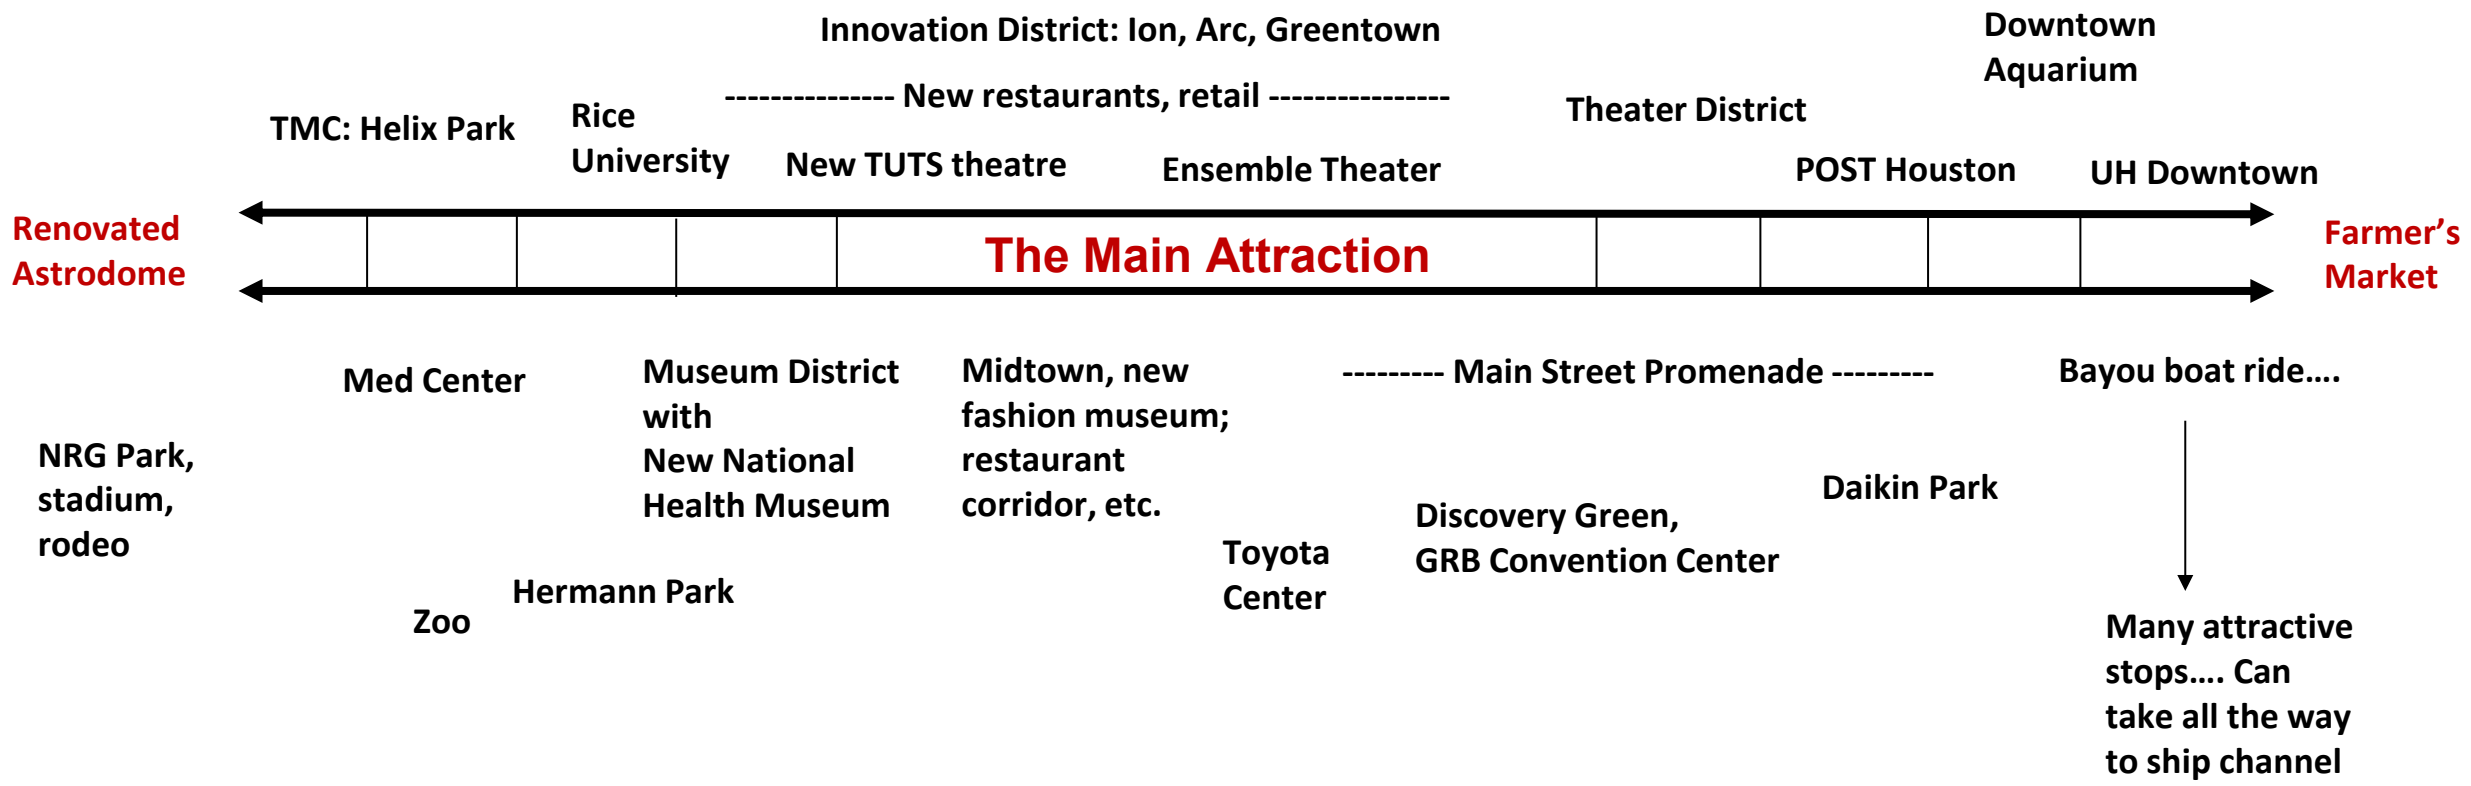 Innovation District: Ion, Arc, Greentown
Downtown
Aquarium
--------------- New restaurants, retail ----------------
Theater District
TMC: Helix Park
Rice
University
New TUTS theatre
Ensemble Theater
POST Houston
UH Downtown
Renovated
Astrodome
The Main Attraction
Farmer’s
Market
Med Center
Museum District
with
New National
Health Museum
Midtown, new
fashion museum;
restaurant
corridor, etc.
--------- Main Street Promenade ---------
Bayou boat ride….
NRG Park,
stadium,
rodeo
Daikin Park
Discovery Green,
GRB Convention Center
Toyota
Center
Hermann Park
Zoo
Many attractive
stops…. Can
take all the way
to ship channel